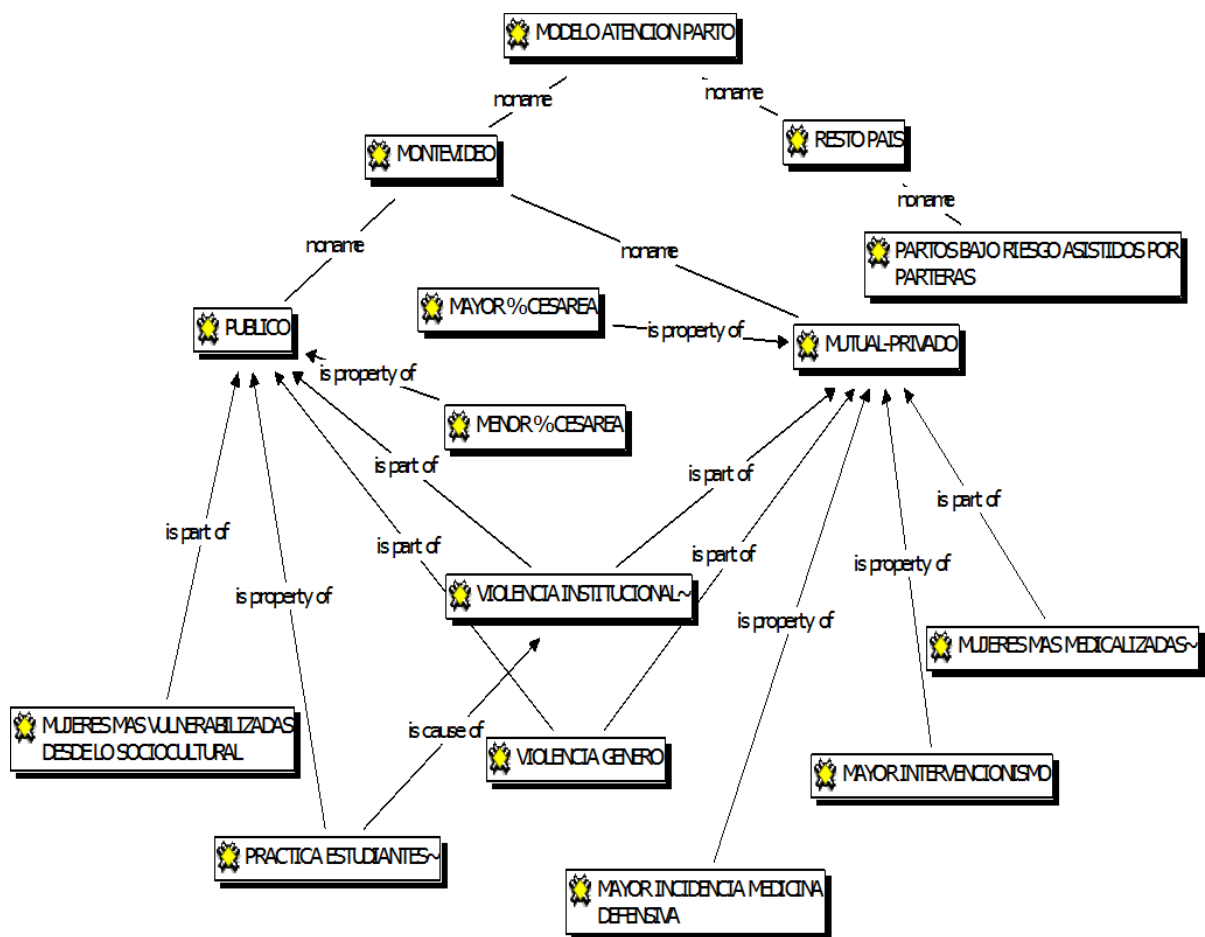 MODELO ATENCION PARTO
noname
noname
MONTEVIDEO
RESTO PAIS
noname
noname
noname
PARTOS BAJO RIESGO ASISTIDOS POR
PARTERAS
MAYOR % CESAREA
is property of
PUBLICO
MUTUAL-PRIVADO
is property of
MENOR % CESAREA
is part of
is part of
is part of
is part of
is part of
is part of
is property of
is property of
is property of
VIOLENCIA INSTITUCIONAL~
MUJERES MAS MEDICALIZADAS~
MUJERES MAS VULNERABILIZADAS
DESDE LO SOCIOCULTURAL
is cause of
VIOLENCIA GENERO
MAYOR INTERVENCIONISMO
PRACTICA ESTUDIANTES~
MAYOR INCIDENCIA MEDICINA
DEFENSIVA